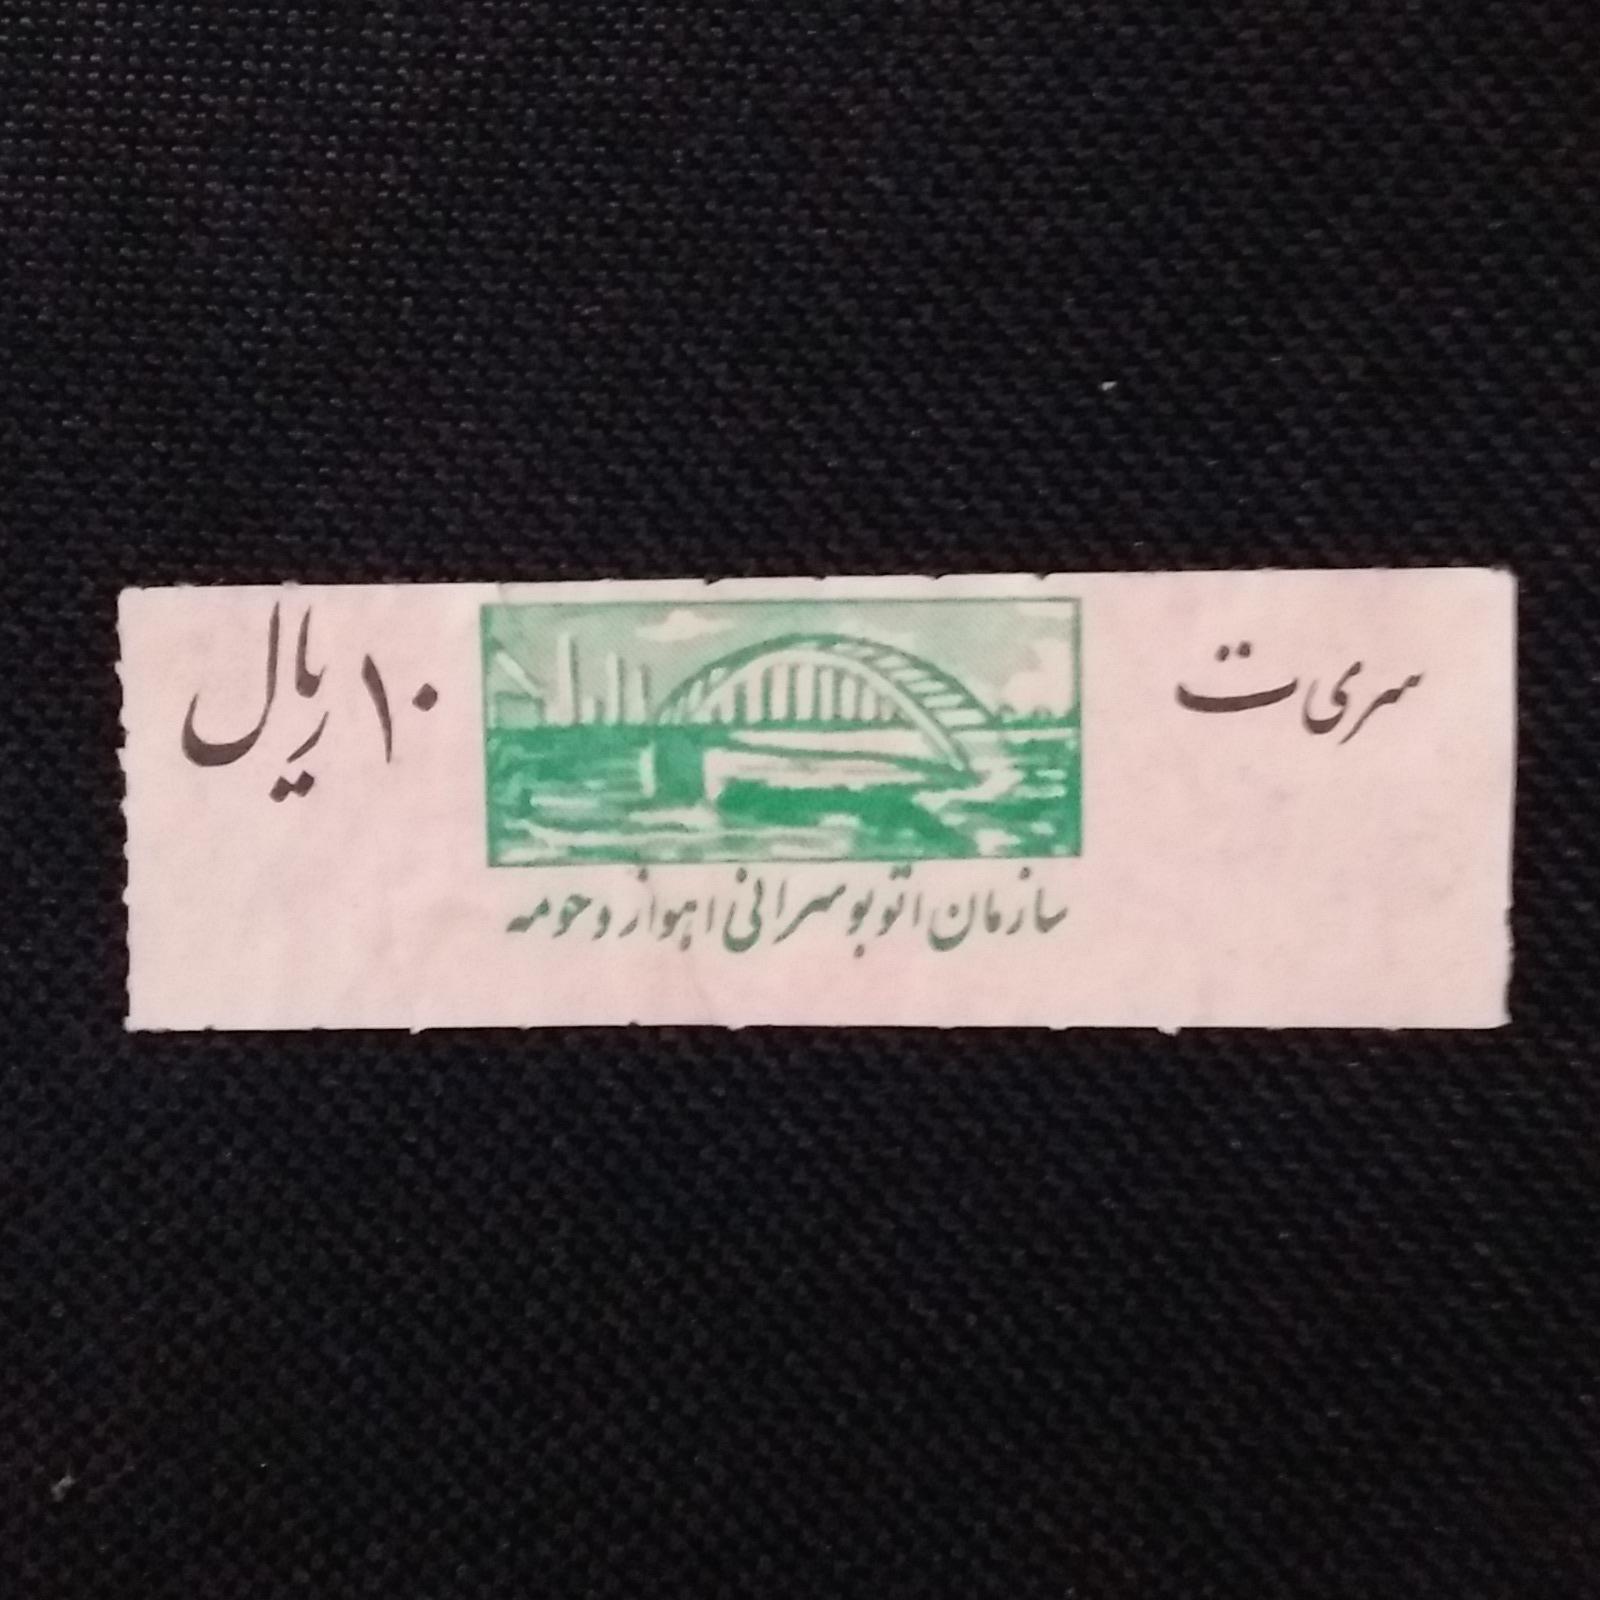 سری ت
۱۰ ریال
سازمان اتوبوسرانی اهواز و حومه